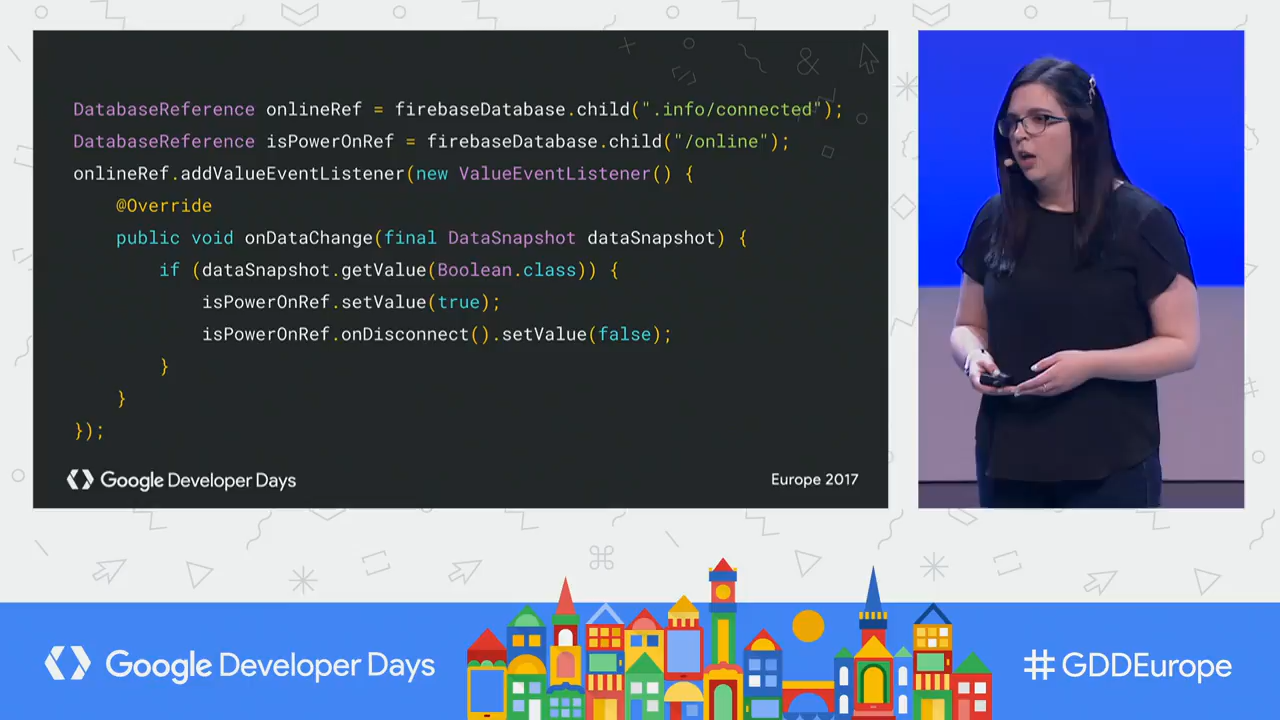 DatabaseReference onlineRef = firebaseDatabase.child(".info/connected");
DatabaseReference isPowerOnRef = firebaseDatabase.child("/online");
onlineRef.addValueEventListener(new ValueEventListener() {
@Override
public void onDataChange(final DataSnapshot dataSnapshot) {
if (dataSnapshot.getValue(Boolean.class)) {
isPowerOnRef.setValue(true);
isPowerOnRef.onDisconnect().setValue(false);
}
}
});
Google Developer Days
Europe 2017
Google Developer Days
#GDDEurope